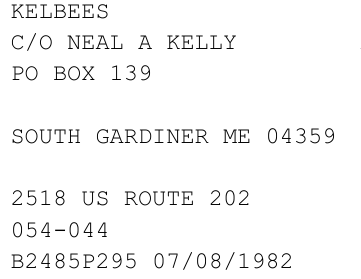 KELBEES
C/O NEAL A KELLY
PO BOX 139
SOUTH GARDINER ME 04359
2518 US ROUTE 202
054-044
B2485P295 07/08/1982